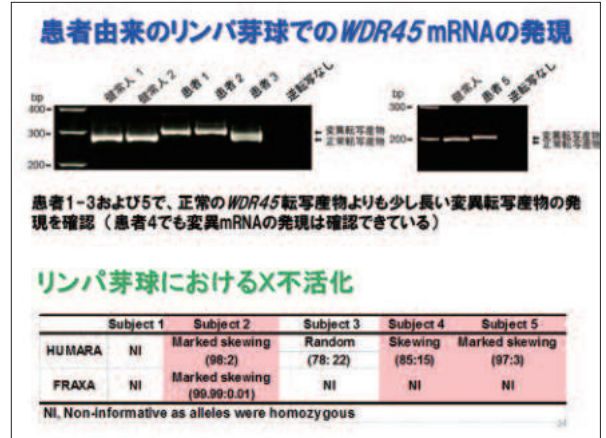 患者由来のリンパ芽球でのWDR45 mRNAの発現
健常人1 健常人2 患者1 患者2 患者3 逆転写なし
健常人 患者5 逆転写なし
bp
400-
300-
200-
変異転写産物
正常転写産物
bp
300-
200-
変異転写産物
正常転写産物
患者1-3および5で、正常のWDR45転写産物よりも少し長い変異転写産物の発
現を確認（患者4でも変異mRNAの発現は確認できている）
リンパ芽球におけるX不活化
Subject 1 Subject 2 Subject 3 Subject 4 Subject 5
HUMARA NI Marked skewing (98:2) Random (78:22) Skewing (85:15) Marked skewing (97:3)
FRAXA NI Marked skewing (99.99:0.01) NI NI NI
NI, Non-informative as alleles were homozygous